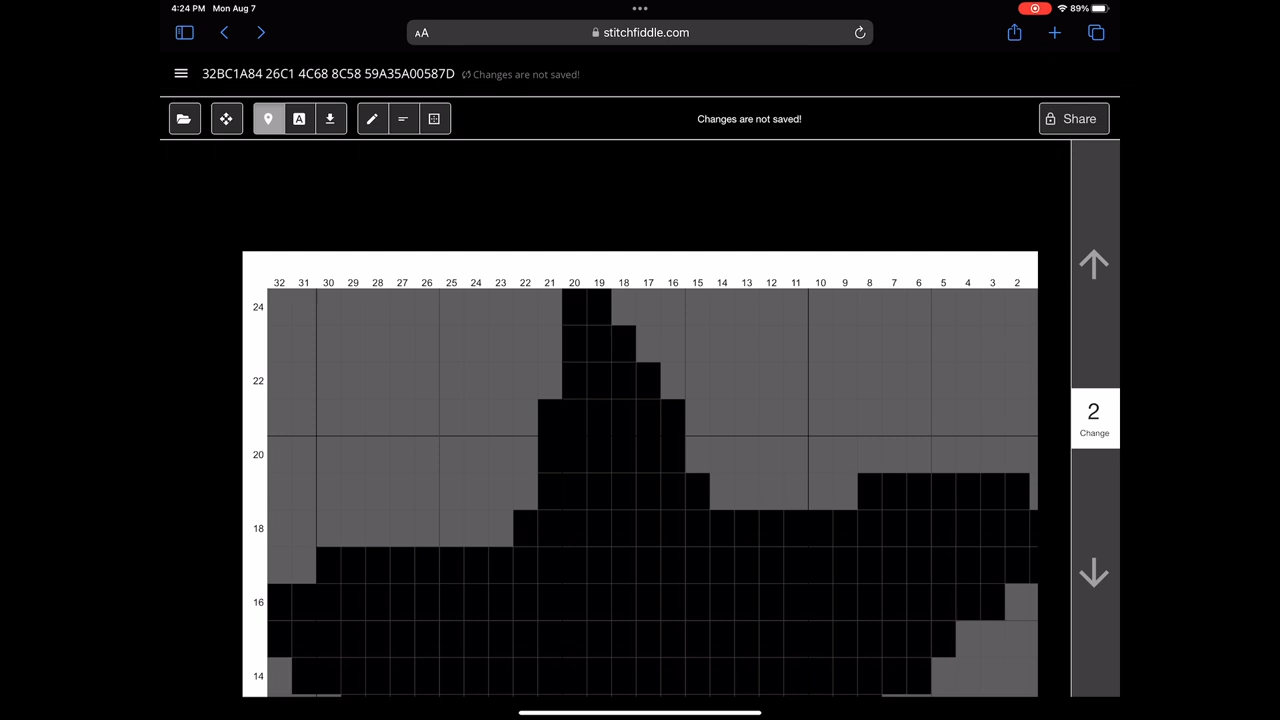 4:24 PM Mon Aug 7
89%
AA stitchfiddle.com
32BC1A84 26C1 4C68 8C58 59A35A00587D Changes are not saved!
A Changes are not saved! Share
32 31 30 29 28 27 26 25 24 23 22 21 20 19 18 17 16 15 14 13 12 11 10 9 8 7 6 5 4 3 2
24
22
20
18
16
14
2
Change